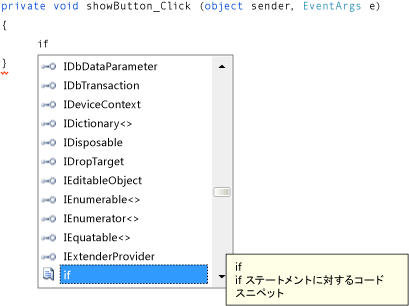 private void showButton_Click (object sender, EventArgs e)
{
if
}
IDbDataParameter
IDbTransaction
IDeviceContext
IDictionary<>
IDisposable
IDropTarget
IEditableObject
IEnumerable<>
IEnumerator<>
IEquatable<>
IExtenderProvider
if
if
if ステートメントに対するコード
スニペット